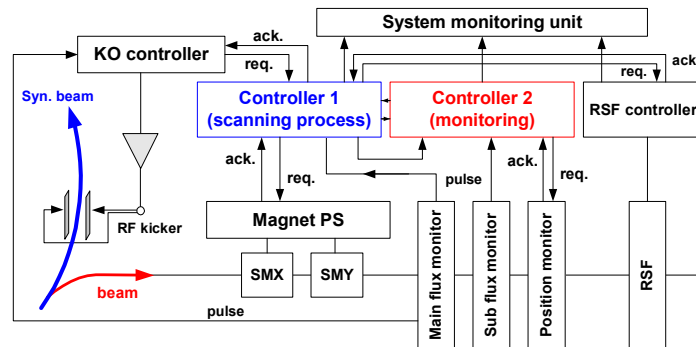 System monitoring unit
KO controller
ack.
req.
ack.
req.
Syn. beam
Controller 1
(scanning process)
Controller 2
(monitoring)
RSF controller
ack.
req.
pulse
ack.
req.
RF kicker
Magnet PS
SMX
SMY
Main flux monitor
Sub flux monitor
Position monitor
RSF
beam
pulse